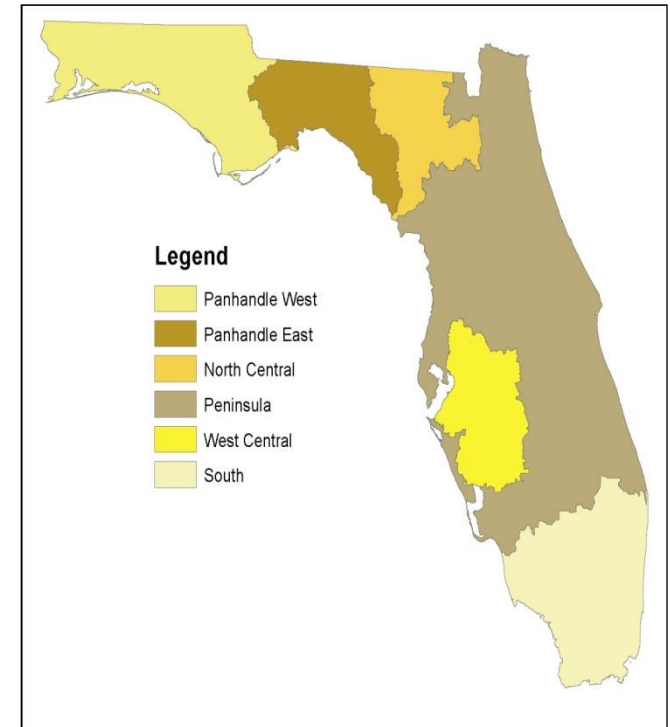 Legend
Panhandle West
Panhandle East
North Central
Peninsula
West Central
South